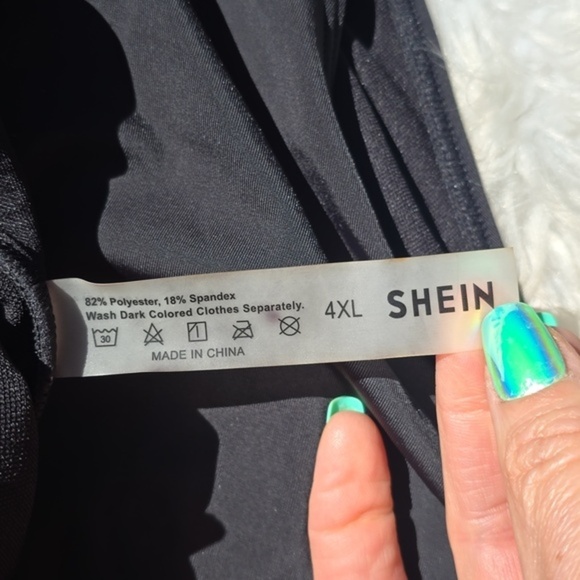 82% Polyester, 18% Spandex
Wash Dark Colored Clothes Separately.
30
MADE IN CHINA
4XL
SHEIN